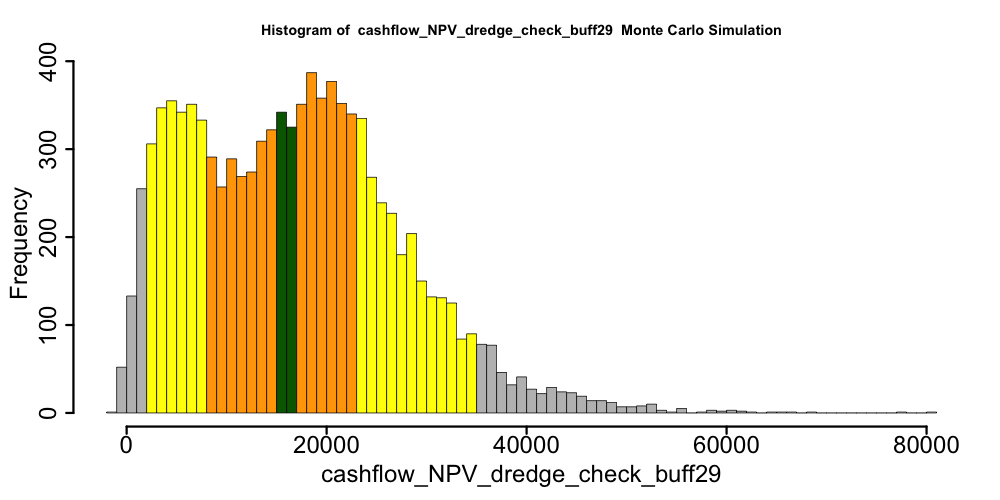 Histogram of  cashflow_NPV_dredge_check_buff29  Monte Carlo Simulation
400
300
200
100
0
Frequency
0 20000 40000 60000 80000
cashflow_NPV_dredge_check_buff29